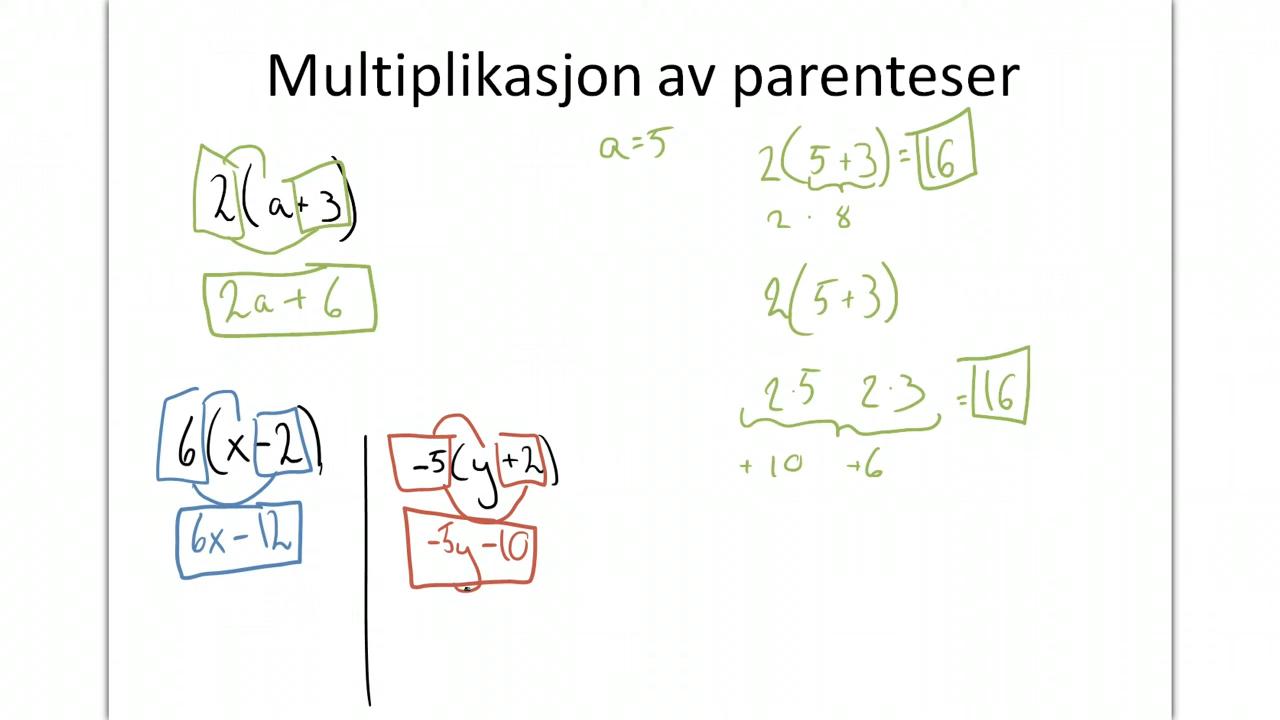 Multiplikasjon av parenteser
2(a+3)
2a+6
a=5
2(5+3)=16
2·8
2(5+3)
2·5 2·3 =16
+10 +6
6(x-2)
6x-12
-5(y+2)
-5y-10